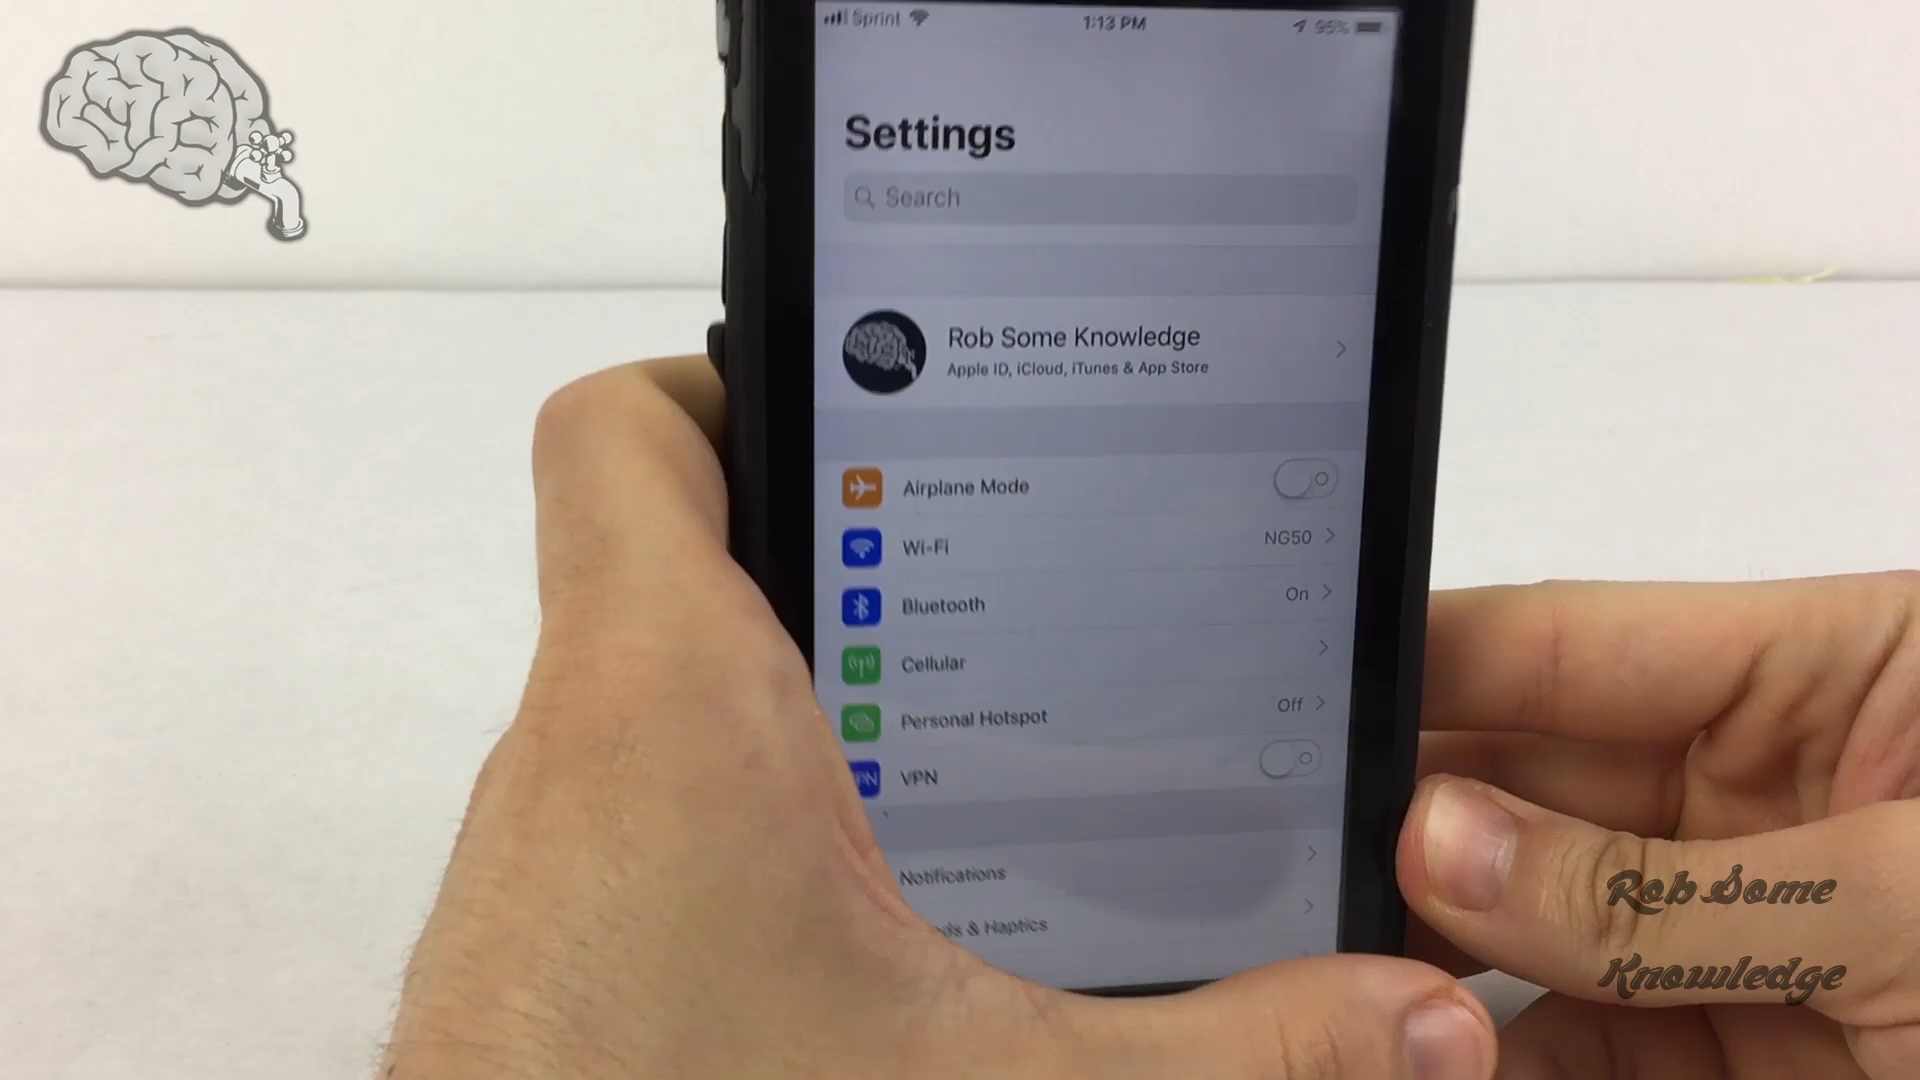 Sprint 1:13 PM 95%
Settings
Search
Rob Some Knowledge
Apple ID, iCloud, iTunes & App Store
Airplane Mode
Wi-Fi NG50
Bluetooth On
Cellular
Personal Hotspot Off
VPN
Notifications
& Haptics
Rob Some
Knowledge